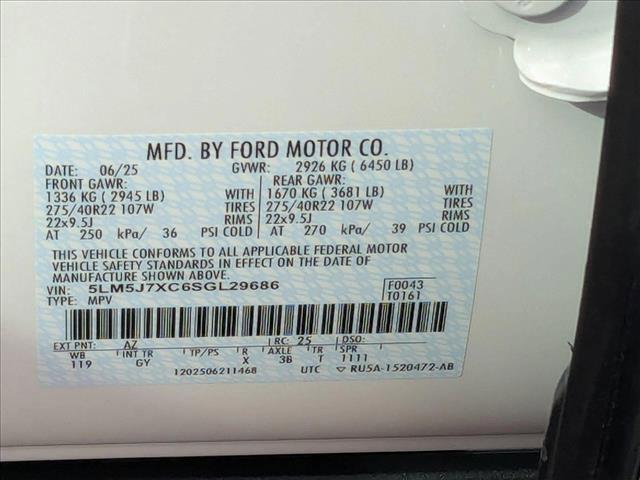 MFD. BY FORD MOTOR CO.
DATE: 06/25 GVWR: 2926 KG ( 6450 LB)
FRONT GAWR: REAR GAWR:
1336 KG ( 2945 LB) WITH 1670 KG ( 3681 LB) WITH
275/40R22 107W TIRES 275/40R22 107W TIRES
22x9.5J RIMS 22x9.5J RIMS
AT 250 kPa/ 36 PSI COLD AT 270 kPa/ 39 PSI COLD
THIS VEHICLE CONFORMS TO ALL APPLICABLE FEDERAL MOTOR
VEHICLE SAFETY STANDARDS IN EFFECT ON THE DATE OF
MANUFACTURE SHOWN ABOVE.
VIN: 5LM5J7XC6SGL29686 F0043
TYPE: MPV T0161
EXT PNT: AZ RC: 25 DSO:
WB INT TR TP/PS R AXLE TR SPR
119 GY X 3B T 1111
1202506211468 UTC ▽ RU5A-1520472-AB